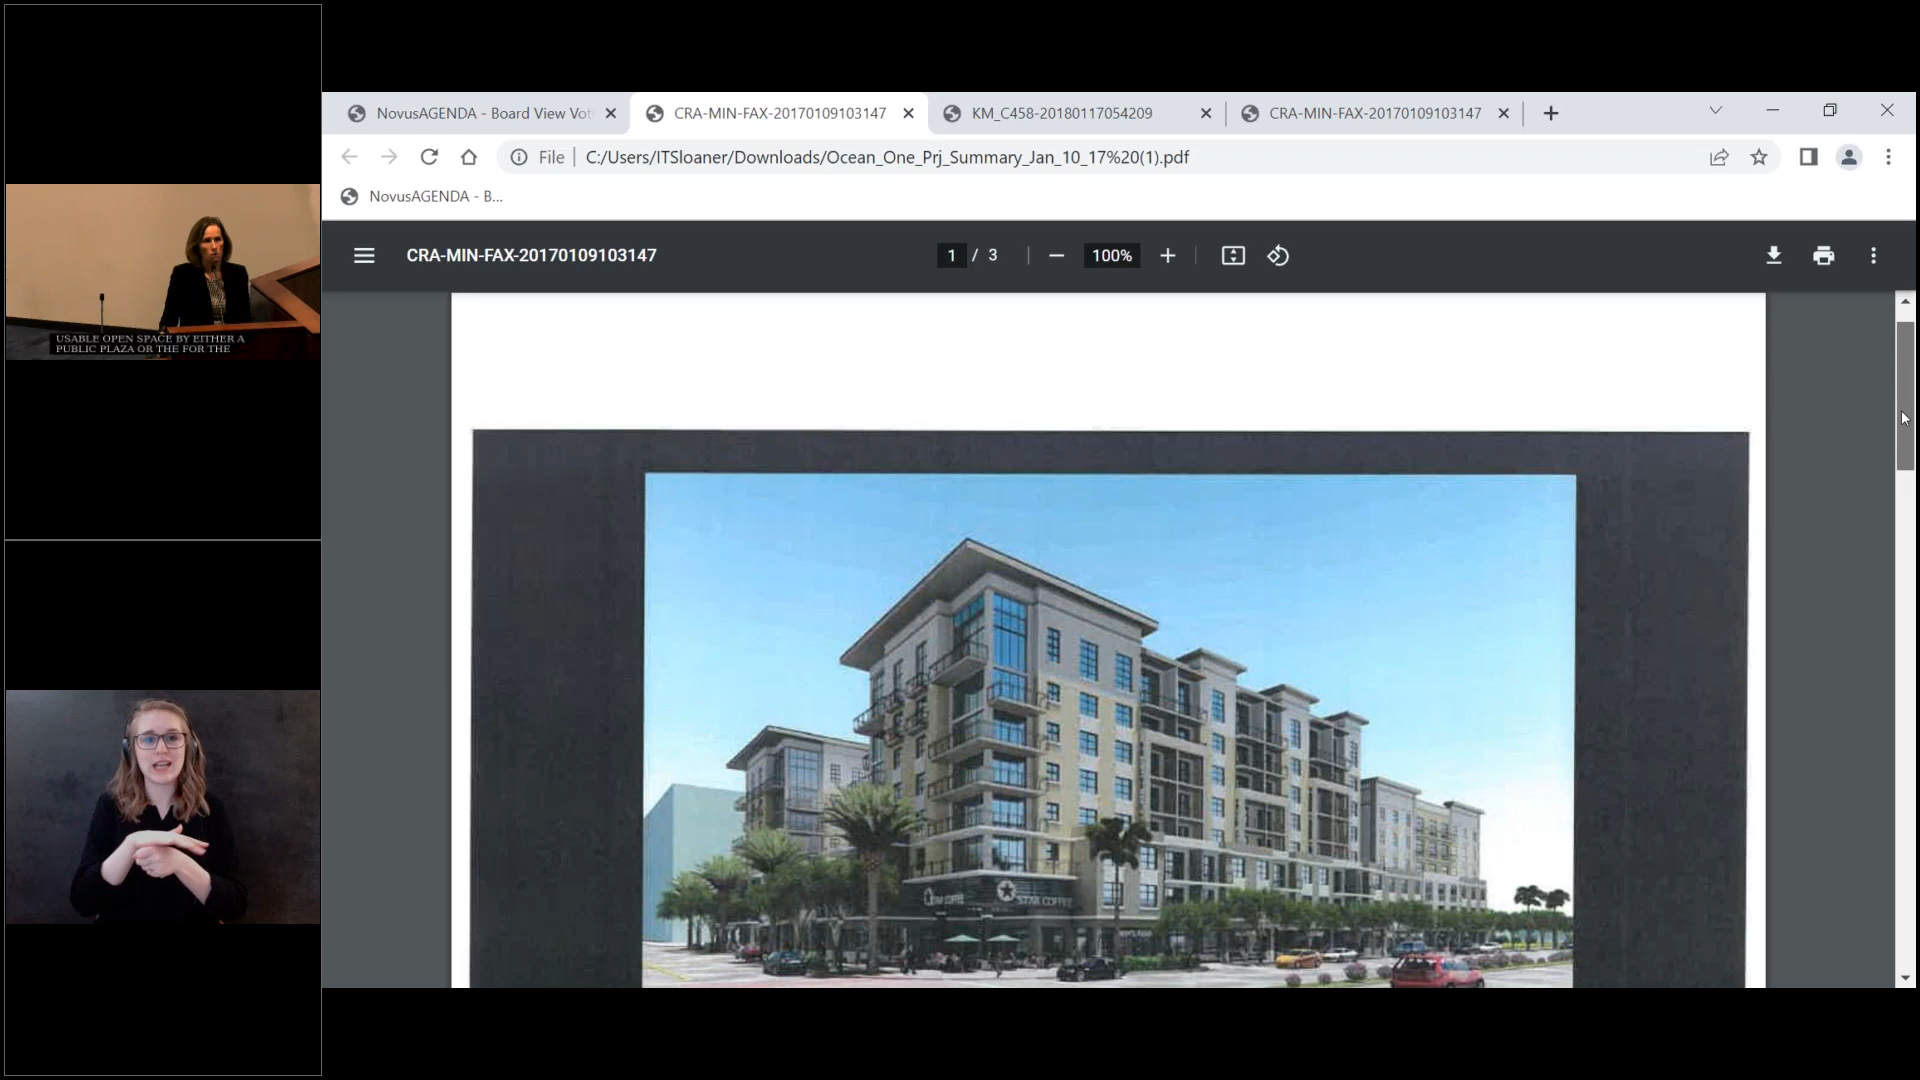 USABLE OPEN SPACE BY EITHER A
PUBLIC PLAZA OR THE FOR THE
NovusAGENDA - Board View Vot
CRA-MIN-FAX-20170109103147
KM_C458-20180117054209
CRA-MIN-FAX-20170109103147
File
C:/Users/ITSloaner/Downloads/Ocean_One_Prj_Summary_Jan_10_17%20(1).pdf
NovusAGENDA - B...
CRA-MIN-FAX-20170109103147
1 / 3
100%
STAR COFFEE